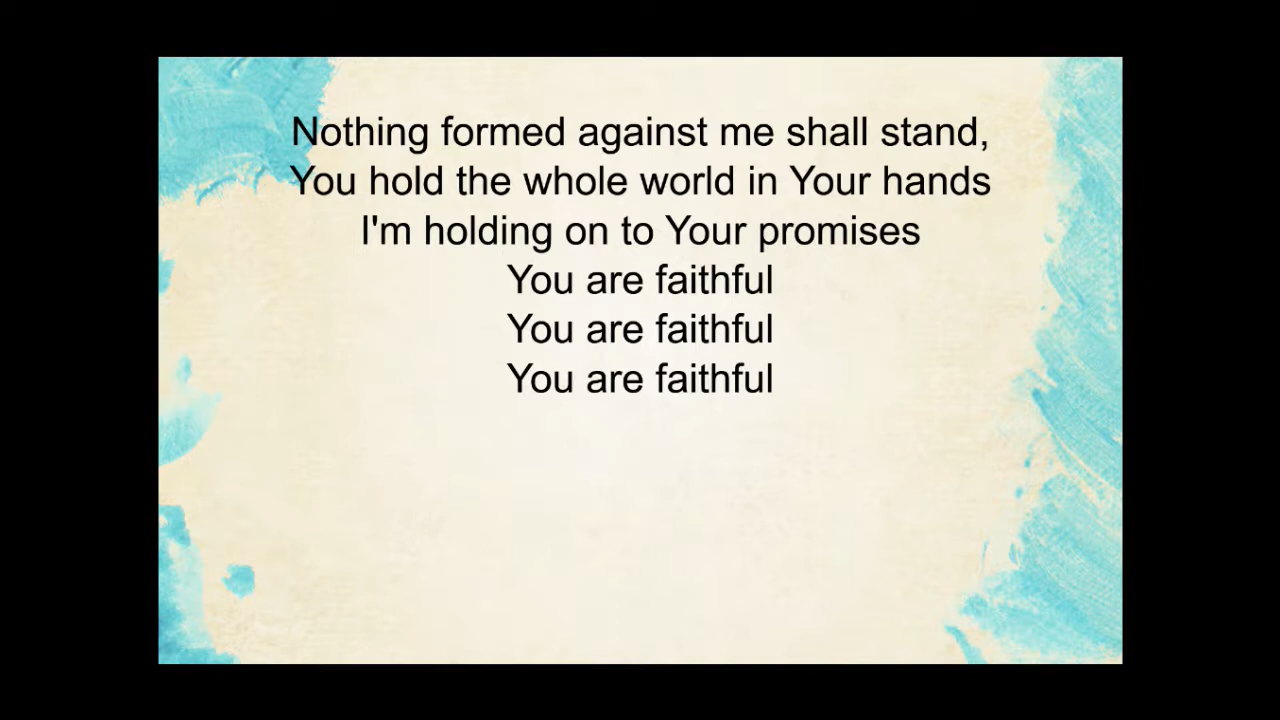 Nothing formed against me shall stand,
You hold the whole world in Your hands
I'm holding on to Your promises
You are faithful
You are faithful
You are faithful